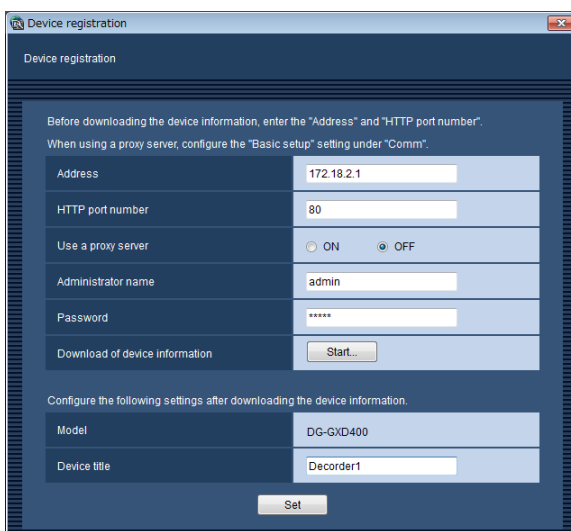 Device registration
Device registration
Before downloading the device information, enter the "Address" and "HTTP port number".
When using a proxy server, configure the "Basic setup" setting under "Comm".
Address 172.18.2.1
HTTP port number 80
Use a proxy server ON OFF
Administrator name admin
Password *****
Download of device information Start...
Configure the following settings after downloading the device information.
Model DG-GXD400
Device title Decorder1
Set